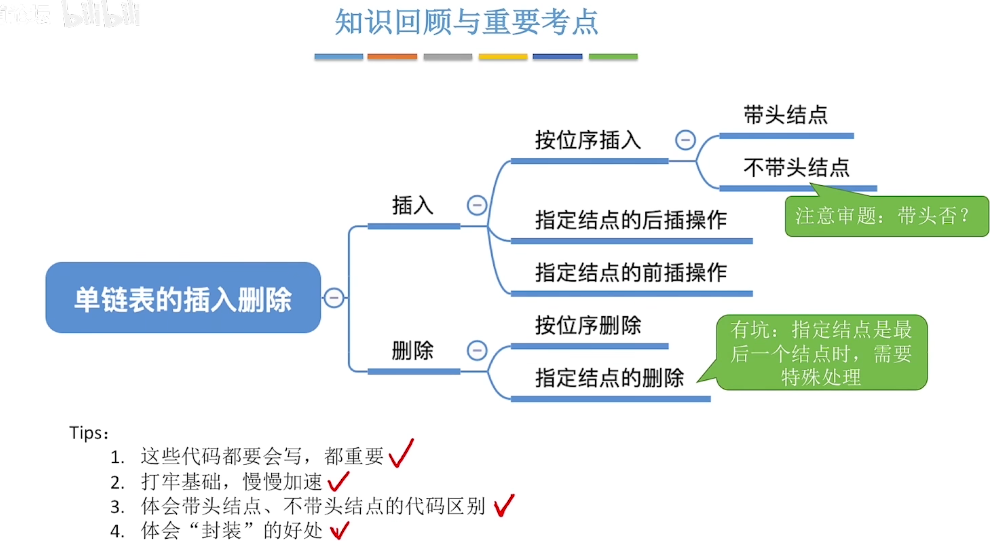 bilibili
知识回顾与重要考点
带头结点
按位序插入
不带头结点
插入
注意审题：带头否？
指定结点的后插操作
指定结点的前插操作
单链表的插入删除
按位序删除
有坑：指定结点是最
后一个结点时，需要
特殊处理
删除
指定结点的删除
Tips：
1. 这些代码都要会写，都重要
2. 打牢基础，慢慢加速
3. 体会带头结点、不带头结点的代码区别
4. 体会“封装”的好处